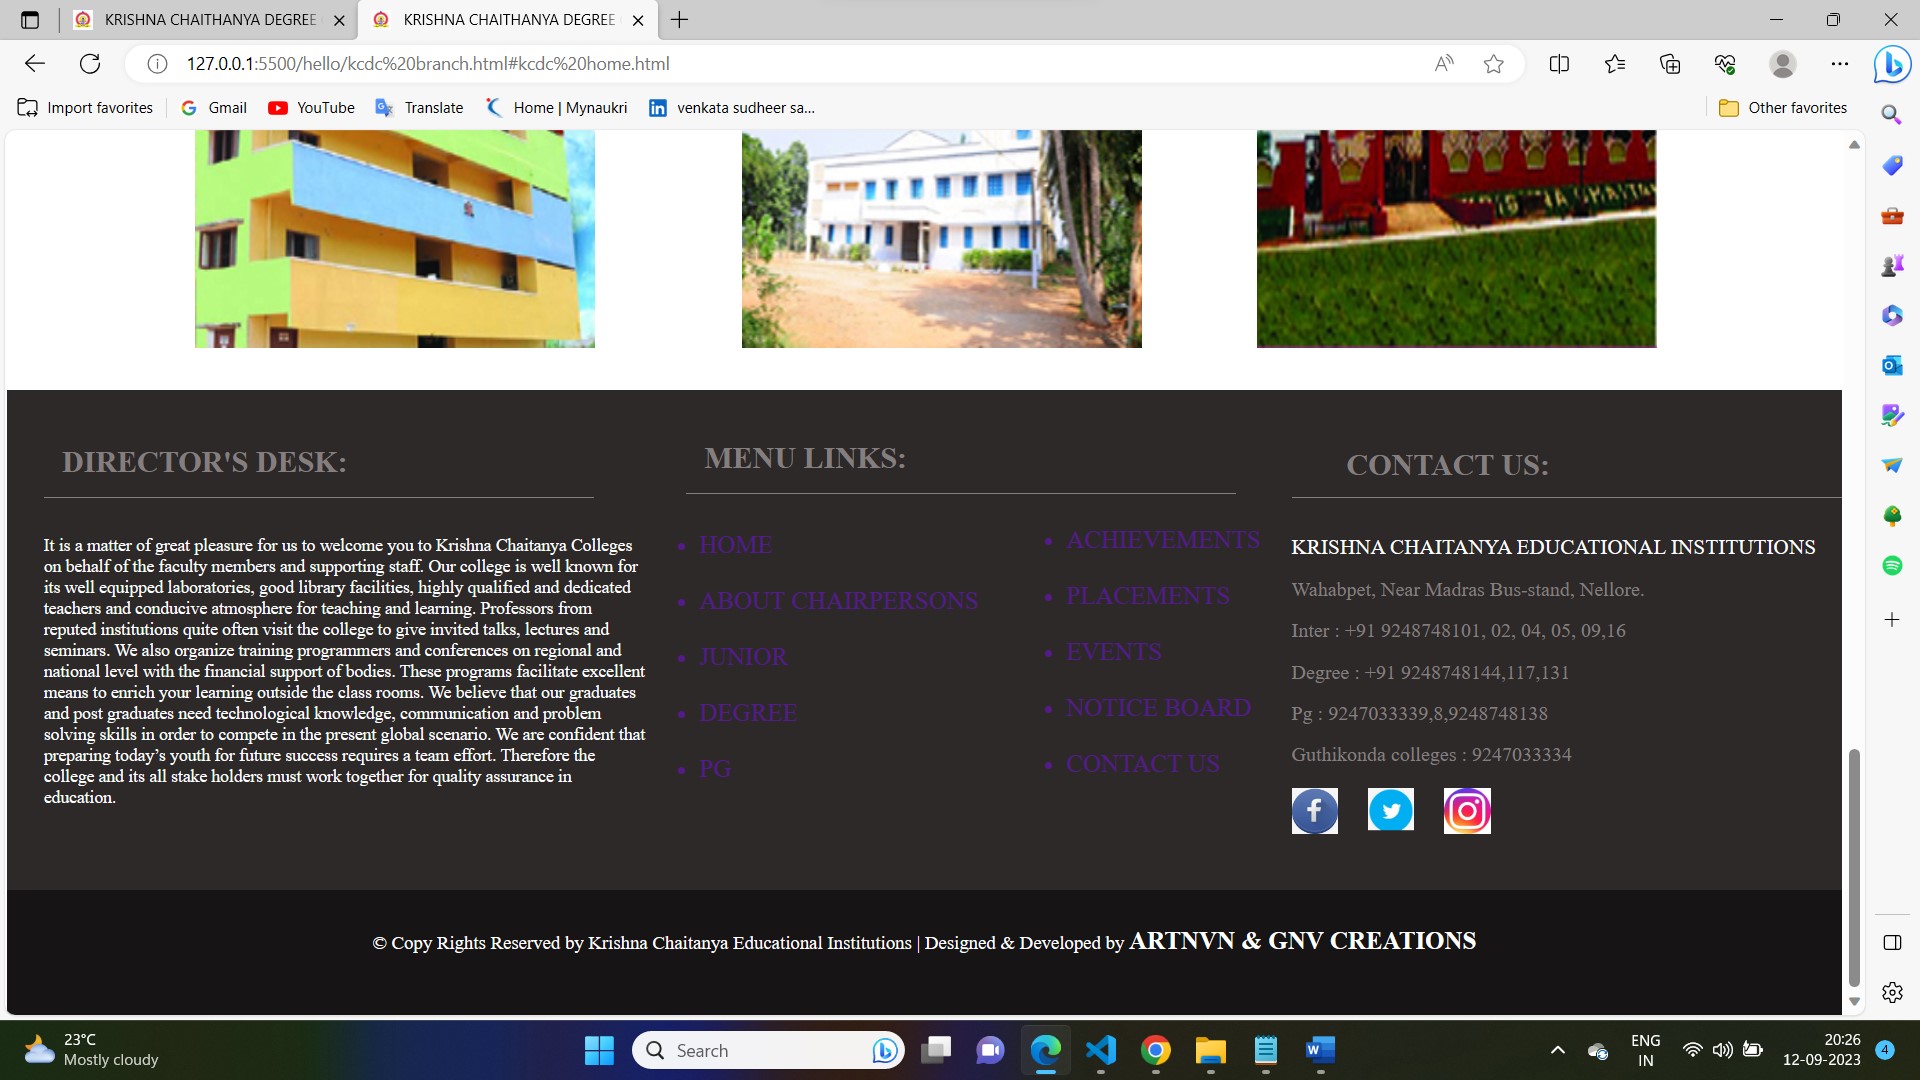 KRISHNA CHAITHANYA DEGREE
KRISHNA CHAITHANYA DEGREE
127.0.0.1:5500/hello/kcdc%20branch.html#kcdc%20home.html
Import favorites
Gmail
YouTube
Translate
Home | Mynaukri
venkata sudheer sa...
Other favorites
DIRECTOR'S DESK:
It is a matter of great pleasure for us to welcome you to Krishna Chaitanya Colleges
on behalf of the faculty members and supporting staff. Our college is well known for
its well equipped laboratories, good library facilities, highly qualified and dedicated
teachers and conducive atmosphere for teaching and learning. Professors from
reputed institutions quite often visit the college to give invited talks, lectures and
seminars. We also organize training programmers and conferences on regional and
national level with the financial support of bodies. These programs facilitate excellent
means to enrich your learning outside the class rooms. We believe that our graduates
and post graduates need technological knowledge, communication and problem
solving skills in order to compete in the present global scenario. We are confident that
preparing today’s youth for future success requires a team effort. Therefore the
college and its all stake holders must work together for quality assurance in
education.
MENU LINKS:
• HOME
• ABOUT CHAIRPERSONS
• JUNIOR
• DEGREE
• PG
• ACHIEVEMENTS
• PLACEMENTS
• EVENTS
• NOTICE BOARD
• CONTACT US
CONTACT US:
KRISHNA CHAITANYA EDUCATIONAL INSTITUTIONS
Wahabpet, Near Madras Bus-stand, Nellore.
Inter : +91 9248748101, 02, 04, 05, 09,16
Degree : +91 9248748144,117,131
Pg : 9247033339,8,9248748138
Guthikonda colleges : 9247033334
© Copy Rights Reserved by Krishna Chaitanya Educational Institutions | Designed & Developed by ARTNVN & GNV CREATIONS
23°C
Mostly cloudy
Search
ENG
IN
20:26
12-09-2023
4